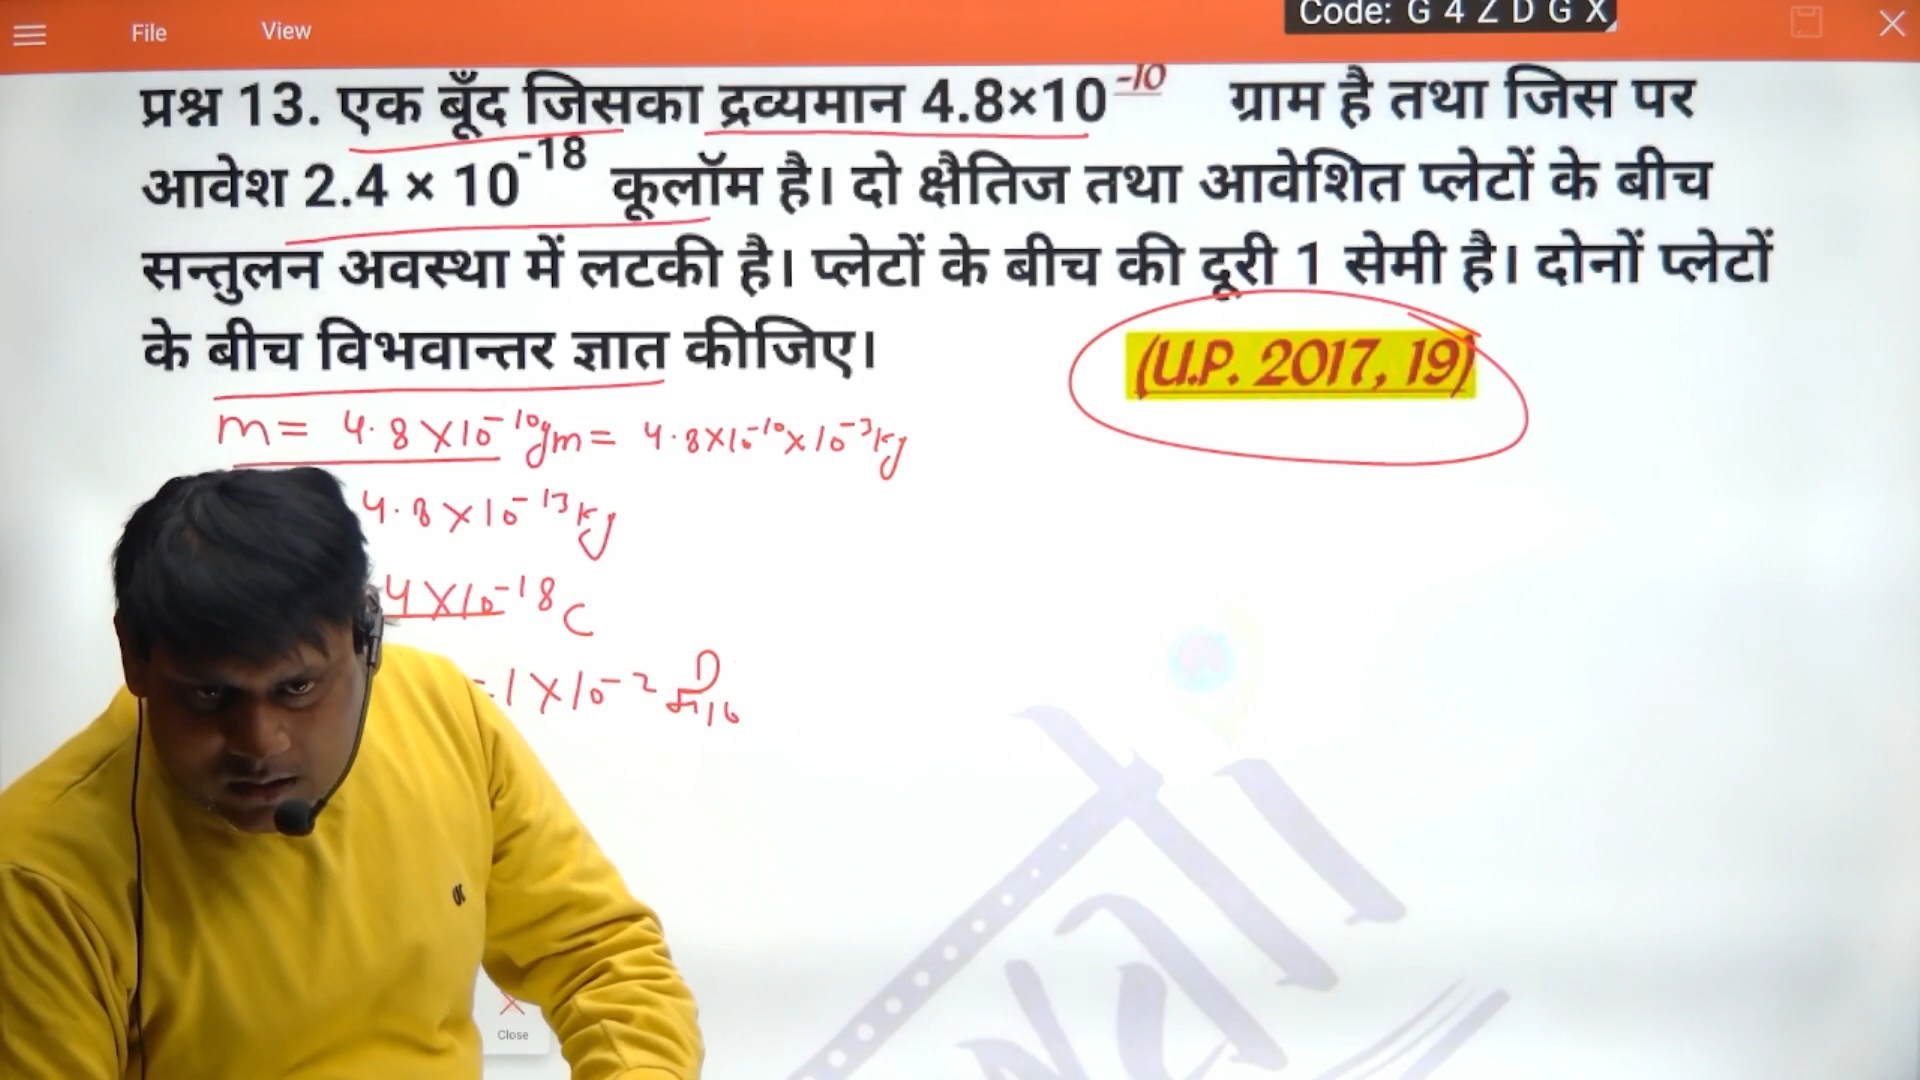 Code: G 4 Z D G X
File View
प्रश्न 13. एक बूँद जिसका द्रव्यमान 4.8×10⁻¹⁰ ग्राम है तथा जिस पर
आवेश 2.4 × 10⁻¹⁸ कूलॉम है। दो क्षैतिज तथा आवेशित प्लेटों के बीच
सन्तुलन अवस्था में लटकी है। प्लेटों के बीच की दूरी 1 सेमी है। दोनों प्लेटों
के बीच विभवान्तर ज्ञात कीजिए।
(U.P. 2017, 19)
m = 4.8 × 10⁻¹⁰ gm = 4.8×10⁻¹⁰ × 10⁻³ kg
4.8 × 10⁻¹³ kg
4 × 10⁻¹⁸ C
= 1 × 10⁻²
Close